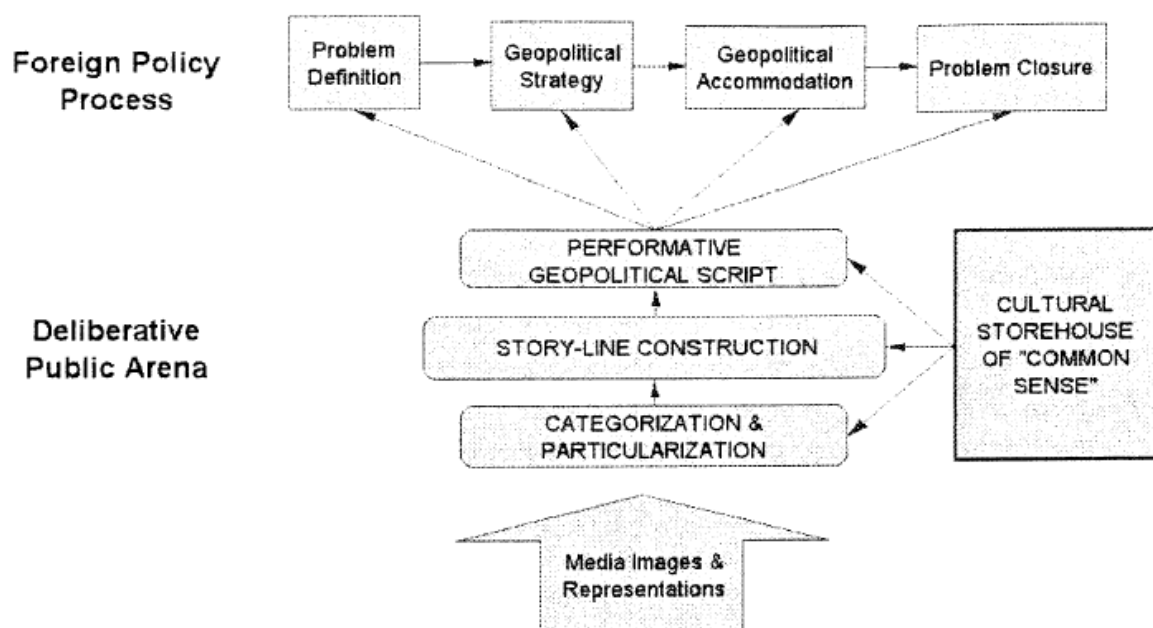 Foreign Policy
Process
Problem
Definition
Geopolitical
Strategy
Geopolitical
Accommodation
Problem Closure
Deliberative
Public Arena
PERFORMATIVE
GEOPOLITICAL SCRIPT
STORY-LINE CONSTRUCTION
CATEGORIZATION &
PARTICULARIZATION
CULTURAL
STOREHOUSE
OF "COMMON
SENSE"
Media Images &
Representations